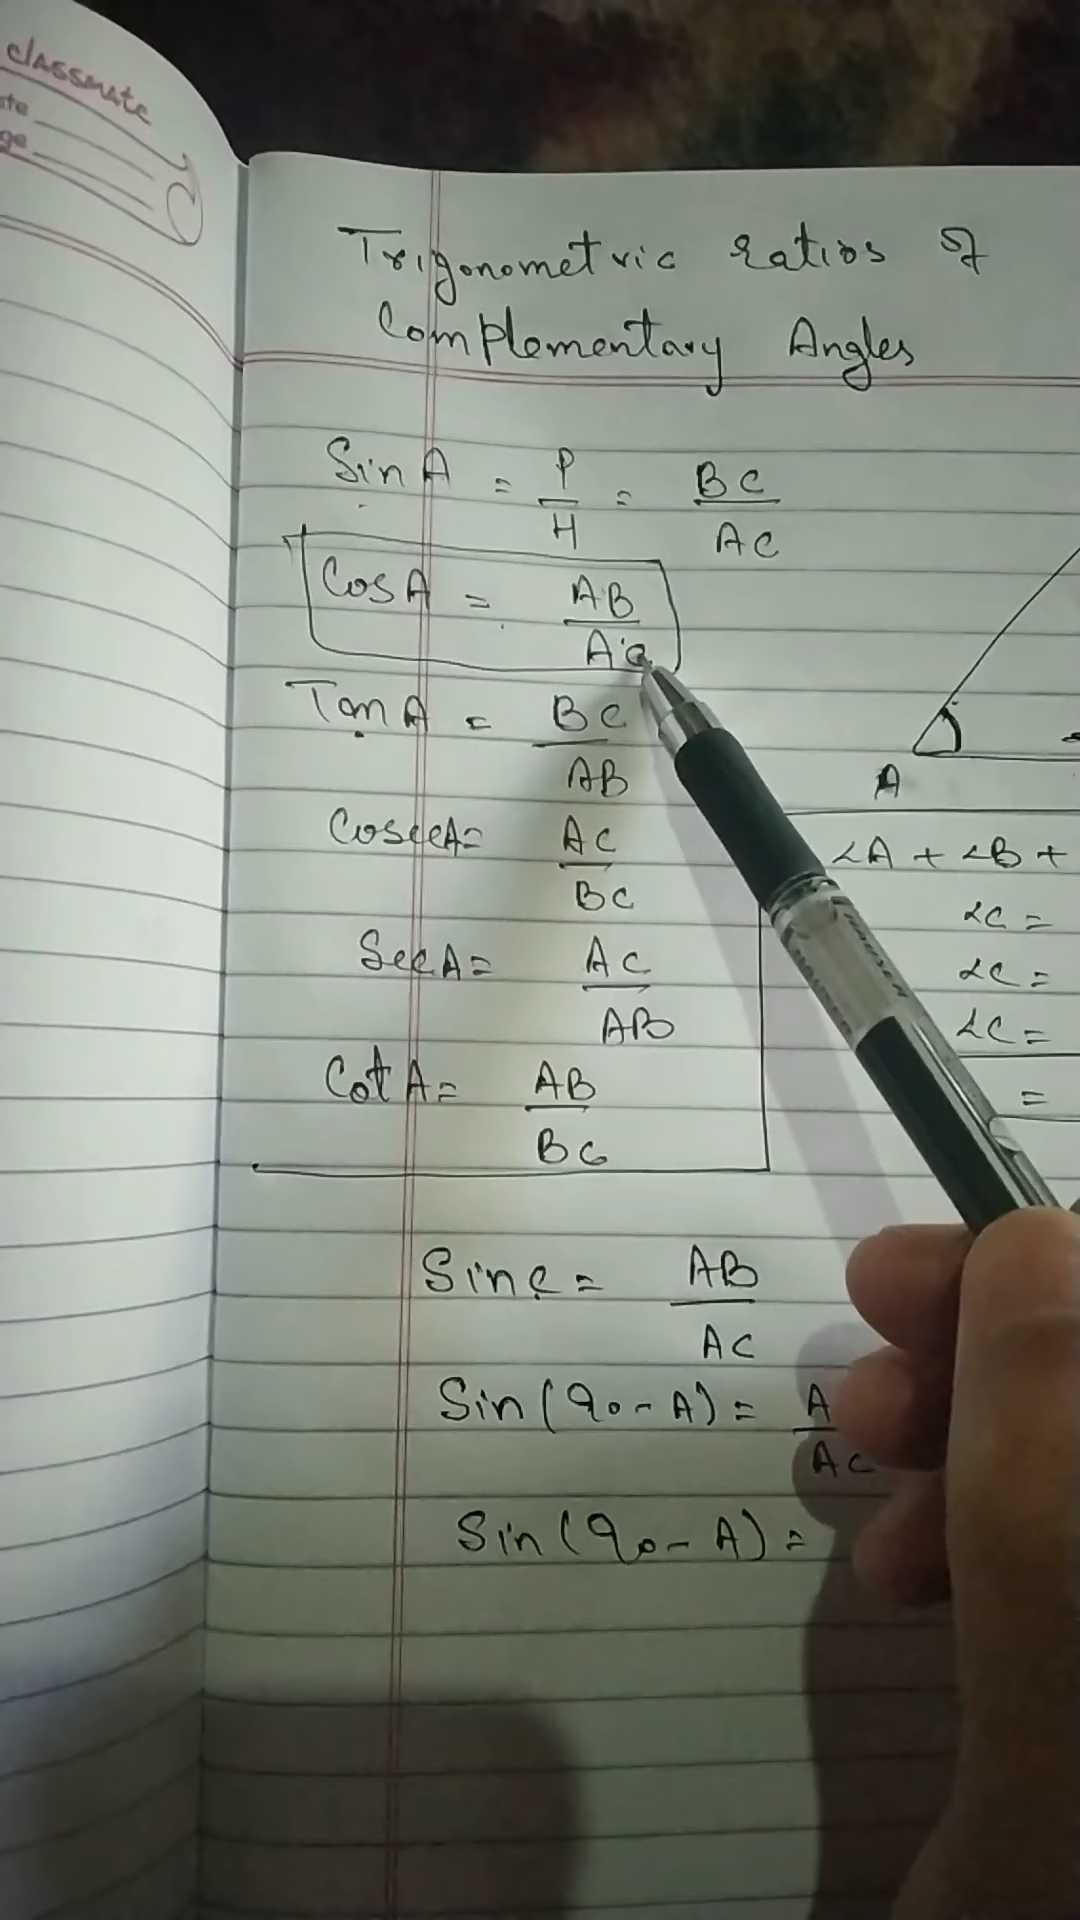 classmate
Trigonometric ratios of
Complementary Angles
Sin A = P/H = BC/AC
Cos A = AB/AC
Tan A = BC/AB
A
CosecA = AC/BC
∠A + ∠B +
∠C =
Sec A = AC/AB
∠C =
∠C =
Cot A = AB/BC
=
Sin C = AB/AC
Sin (90 - A) = A/AC
Sin (90 - A) =